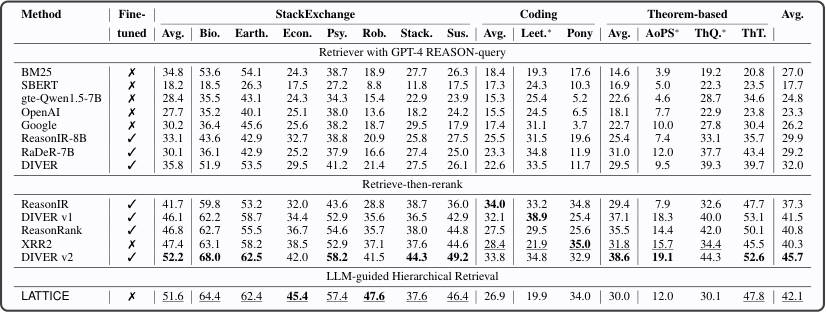 Method Fine- StackExchange Coding Theorem-based Avg.
tuned Avg. Bio. Earth. Econ. Psy. Rob. Stack. Sus. Avg. Leet.* Pony Avg. AoPS* ThQ.* ThT.
Retriever with GPT-4 REASON-query
BM25 ✗ 34.8 53.6 54.1 24.3 38.7 18.9 27.7 26.3 18.4 19.3 17.6 14.6 3.9 19.2 20.8 27.0
SBERT ✗ 18.2 18.5 26.3 17.5 27.2 8.8 11.8 17.5 17.3 24.3 10.3 16.9 5.0 22.3 23.5 17.7
gte-Qwen1.5-7B ✗ 28.4 35.5 43.1 24.3 34.3 15.4 22.9 23.9 15.3 25.4 5.2 22.6 4.6 28.7 34.6 24.8
OpenAI ✗ 27.7 35.2 40.1 25.1 38.0 13.6 18.2 24.2 15.5 24.5 6.5 18.1 7.7 22.9 23.8 23.3
Google ✗ 30.2 36.4 45.6 25.6 38.2 18.7 29.5 17.9 17.4 31.1 3.7 22.7 10.0 27.8 30.4 26.2
ReasonIR-8B ✓ 33.1 43.6 42.9 32.7 38.8 20.9 25.8 27.5 25.5 31.5 19.6 25.4 7.4 33.1 35.7 29.9
RaDeR-7B ✓ 30.1 36.1 42.9 25.2 37.9 16.6 27.4 25.0 23.3 34.8 11.9 31.0 12.0 37.7 43.4 29.2
DIVER ✓ 35.8 51.9 53.5 29.5 41.2 21.4 27.5 26.1 22.6 33.5 11.7 29.5 9.5 39.3 39.7 32.0
Retrieve-then-rerank
ReasonIR ✓ 41.7 59.8 53.2 32.0 43.6 28.8 38.7 36.0 34.0 33.2 34.8 29.4 7.9 32.6 47.7 37.3
DIVER v1 ✓ 46.1 62.2 58.7 34.4 52.9 35.6 36.5 42.9 32.1 38.9 25.4 37.1 18.3 40.0 53.1 41.5
ReasonRank ✓ 46.8 62.7 55.5 36.7 54.6 35.7 38.0 44.8 27.5 29.5 25.6 35.5 14.4 42.0 50.1 40.8
XRR2 ✗ 47.4 63.1 58.2 38.5 52.9 37.1 37.6 44.6 28.4 21.9 35.0 31.8 15.7 34.4 45.5 40.3
DIVER v2 ✓ 52.2 68.0 62.5 42.0 58.2 41.5 44.3 49.2 33.8 34.8 32.9 38.6 19.1 44.3 52.6 45.7
LLM-guided Hierarchical Retrieval
LATTICE ✗ 51.6 64.4 62.4 45.4 57.4 47.6 37.6 46.4 26.9 19.9 34.0 30.0 12.0 30.1 47.8 42.1